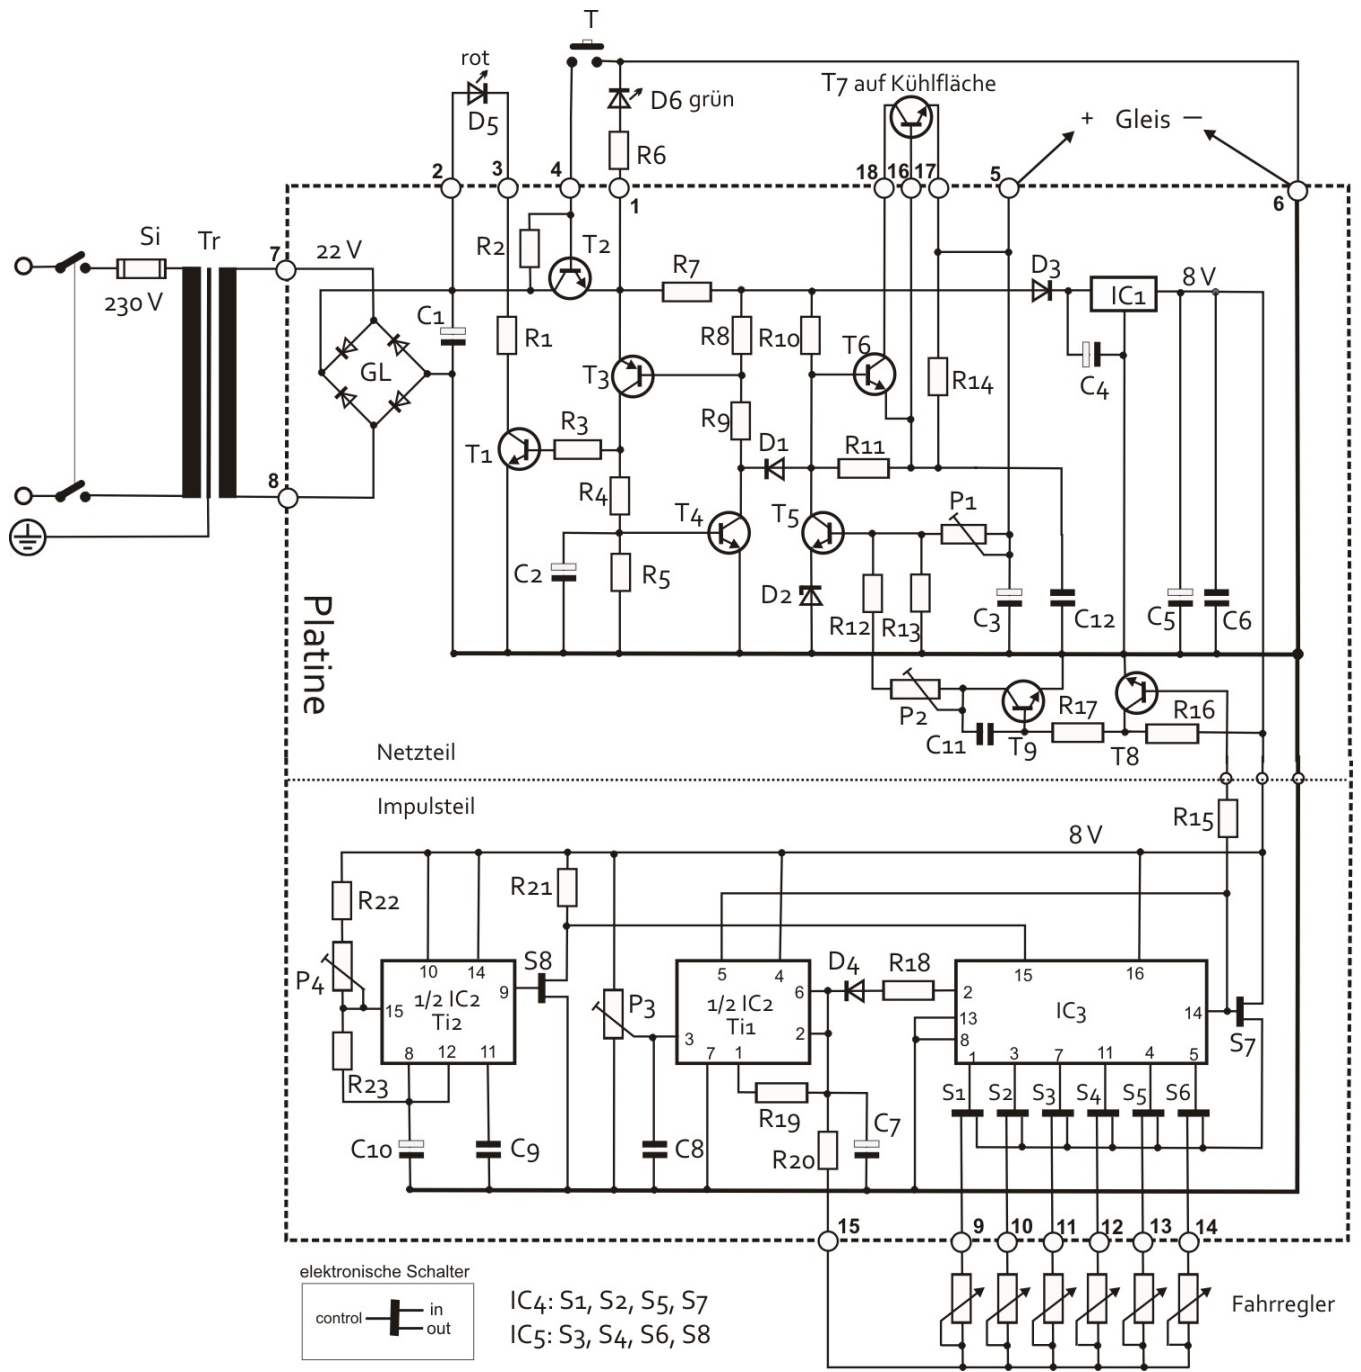 T
rot
D5
D6 grün
R6
T7 auf Kühlfläche
+ Gleis —
2
3
4
1
18
16
17
5
6
Si
Tr
230 V
7
22 V
8
GL
C1
R2
T2
R1
R7
R8
R10
T3
T6
R14
D3
IC1
8 V
C4
T1
R3
R9
D1
R11
R4
T4
T5
P1
C2
R5
D2
R12
R13
C3
C12
C5
C6
Platine
P2
C11
T9
R17
T8
R16
Netzteil
Impulsteil
R15
8 V
R22
R21
P4
10
14
9
15
1/2 IC2
Ti2
8
12
11
S8
R23
C10
C9
P3
C8
5
4
6
1/2 IC2
Ti1
3
2
7
1
D4
R18
R19
R20
C7
15
16
2
13
8
IC3
14
1
3
7
11
4
5
S7
S1
S2
S3
S4
S5
S6
15
9
10
11
12
13
14
elektronische Schalter
control
in
out
IC4: S1, S2, S5, S7
IC5: S3, S4, S6, S8
Fahrregler